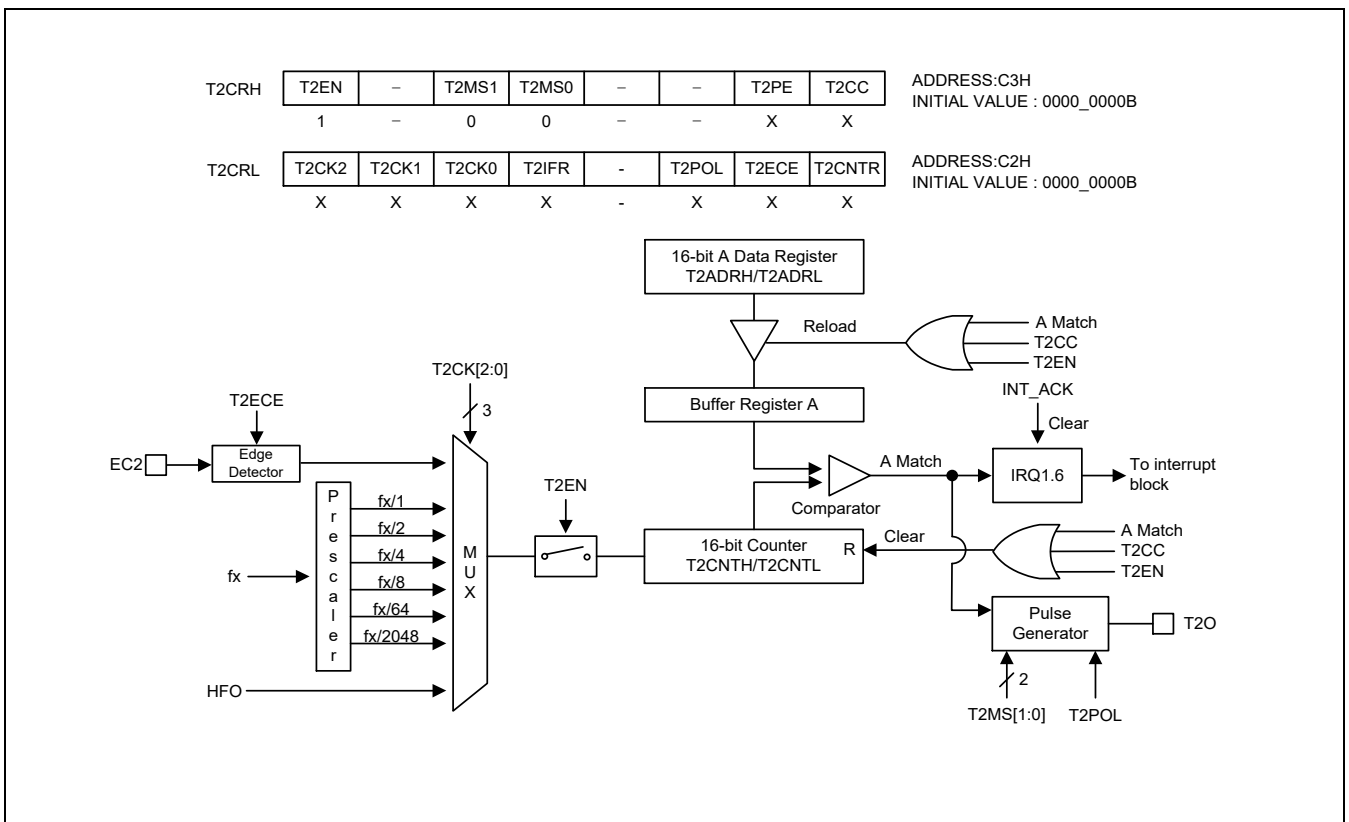 T2CRH T2EN – T2MS1 T2MS0 – – T2PE T2CC
ADDRESS:C3H
INITIAL VALUE : 0000_0000B
1 – 0 0 – – X X
T2CRL T2CK2 T2CK1 T2CK0 T2IFR - T2POL T2ECE T2CNTR
ADDRESS:C2H
INITIAL VALUE : 0000_0000B
X X X X - X X X
16-bit A Data Register
T2ADRH/T2ADRL
Reload
A Match
T2CC
T2EN
T2CK[2:0]
3
Buffer Register A
INT_ACK
Clear
T2ECE
EC2
Edge
Detector
A Match
IRQ1.6
To interrupt
block
Comparator
Prescaler
fx
fx/1
fx/2
fx/4
fx/8
fx/64
fx/2048
HFO
MUX
T2EN
16-bit Counter
T2CNTH/T2CNTL
R
Clear
A Match
T2CC
T2EN
Pulse
Generator
T2O
2
T2MS[1:0]
T2POL